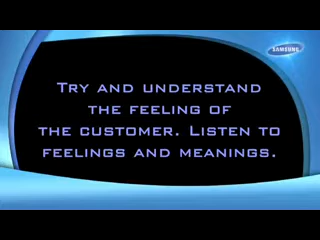 SAMSUNG
TRY AND UNDERSTAND
THE FEELING OF
THE CUSTOMER. LISTEN TO
FEELINGS AND MEANINGS.